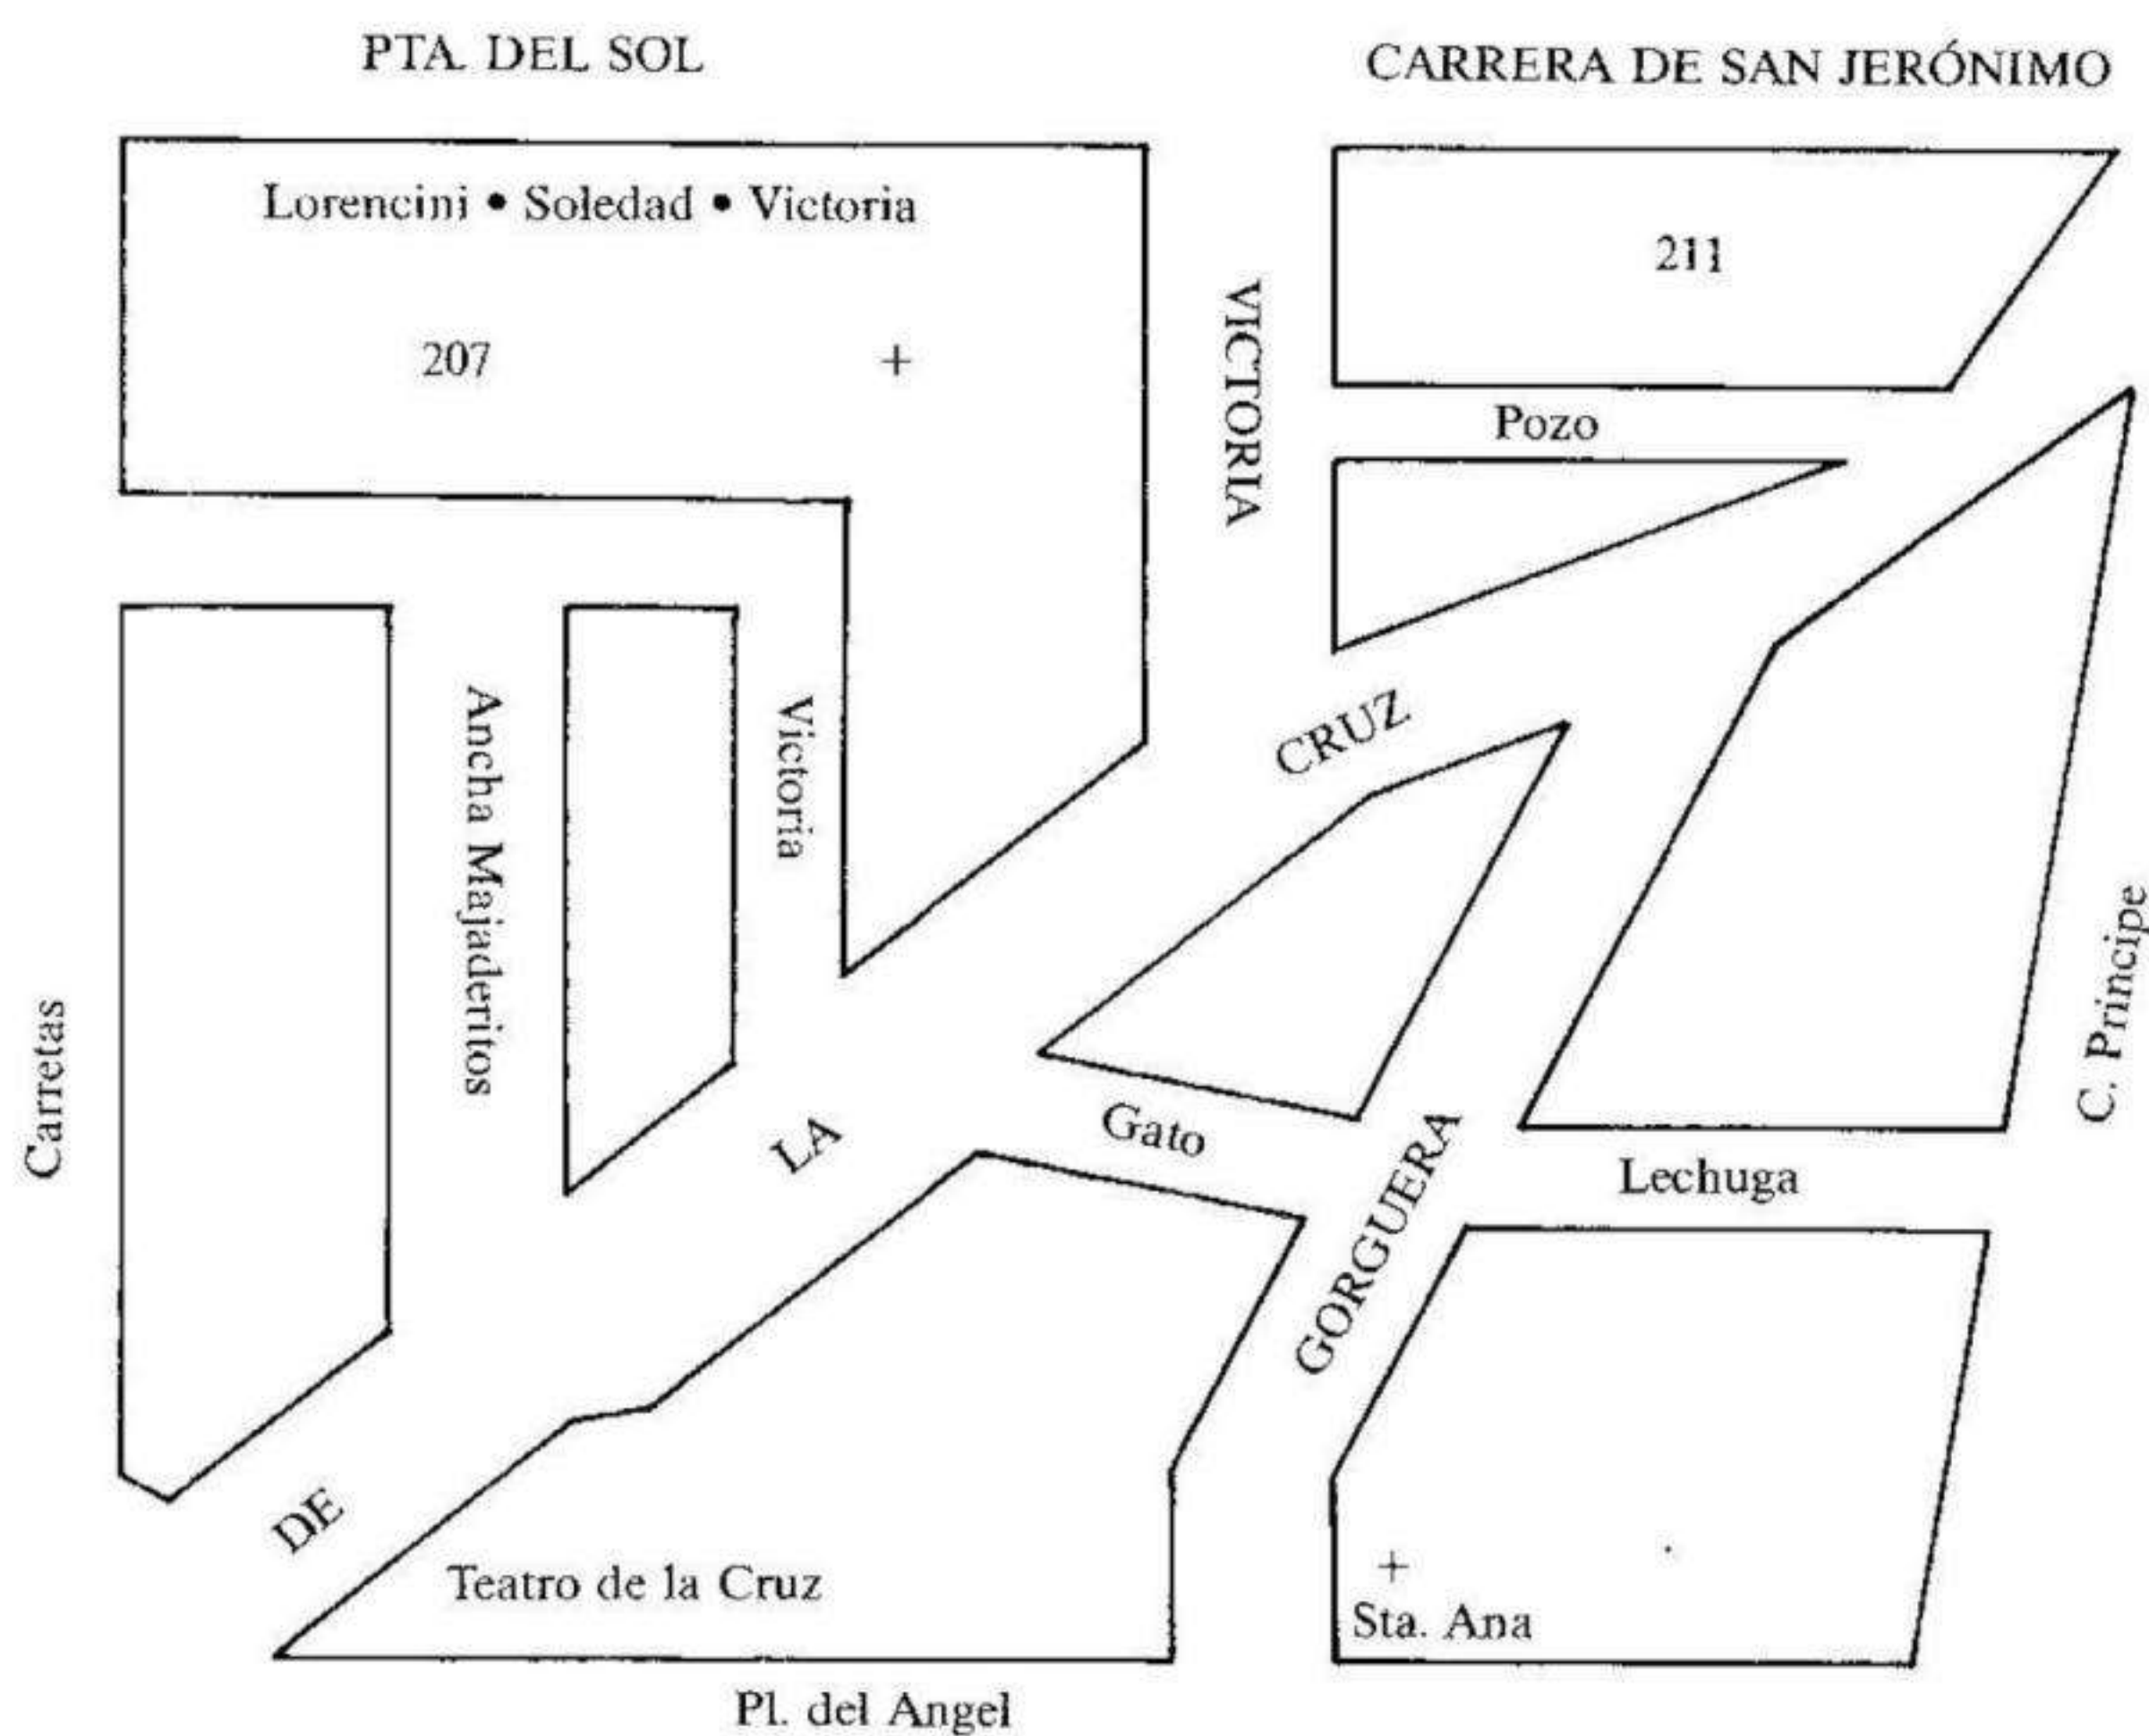 PTA. DEL SOL
CARRERA DE SAN JERÓNIMO
Lorencini • Soledad • Victoria
211
207
+
VICTORIA
Pozo
Ancha Majaderitos
Victoria
CRUZ
Carretas
C. Principe
LA
Gato
Lechuga
GORGUERA
DE
Teatro de la Cruz
+
Sta. Ana
Pl. del Angel